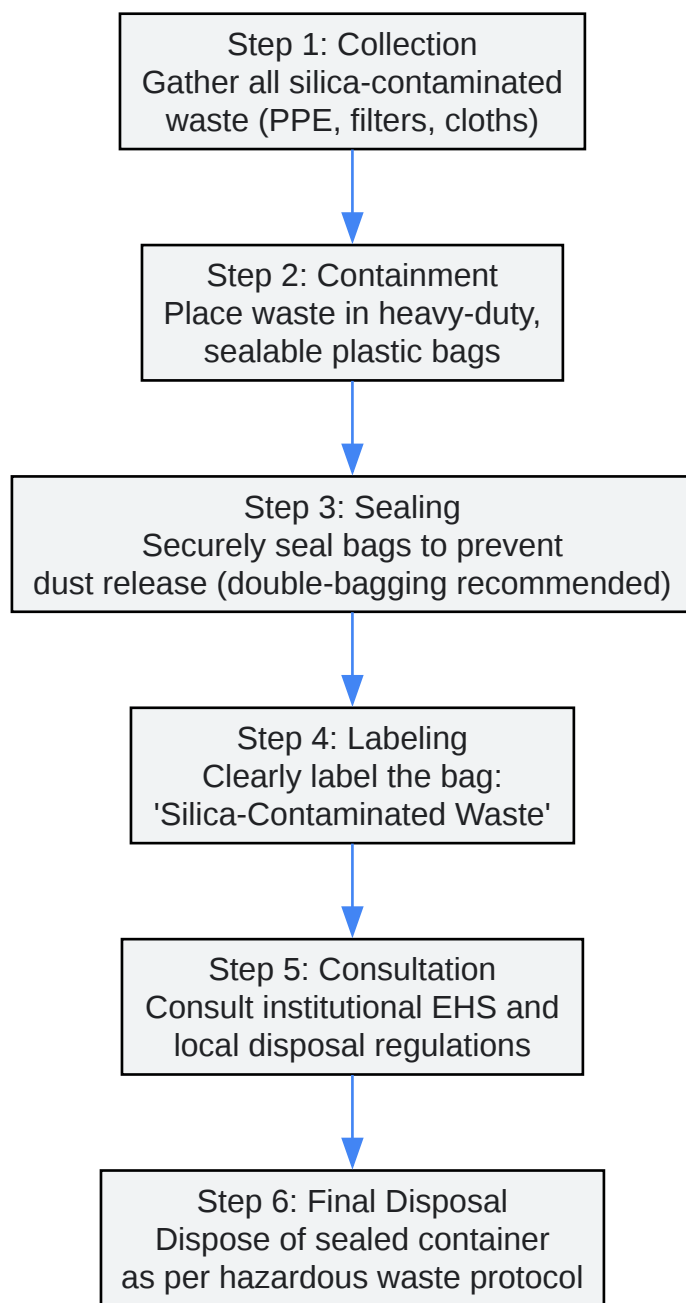 Step 1: Collection
Gather all silica-contaminated
waste (PPE, filters, cloths)
Step 2: Containment
Place waste in heavy-duty,
sealable plastic bags
Step 3: Sealing
Securely seal bags to prevent
dust release (double-bagging recommended)
Step 4: Labeling
Clearly label the bag:
'Silica-Contaminated Waste'
Step 5: Consultation
Consult institutional EHS and
local disposal regulations
Step 6: Final Disposal
Dispose of sealed container
as per hazardous waste protocol